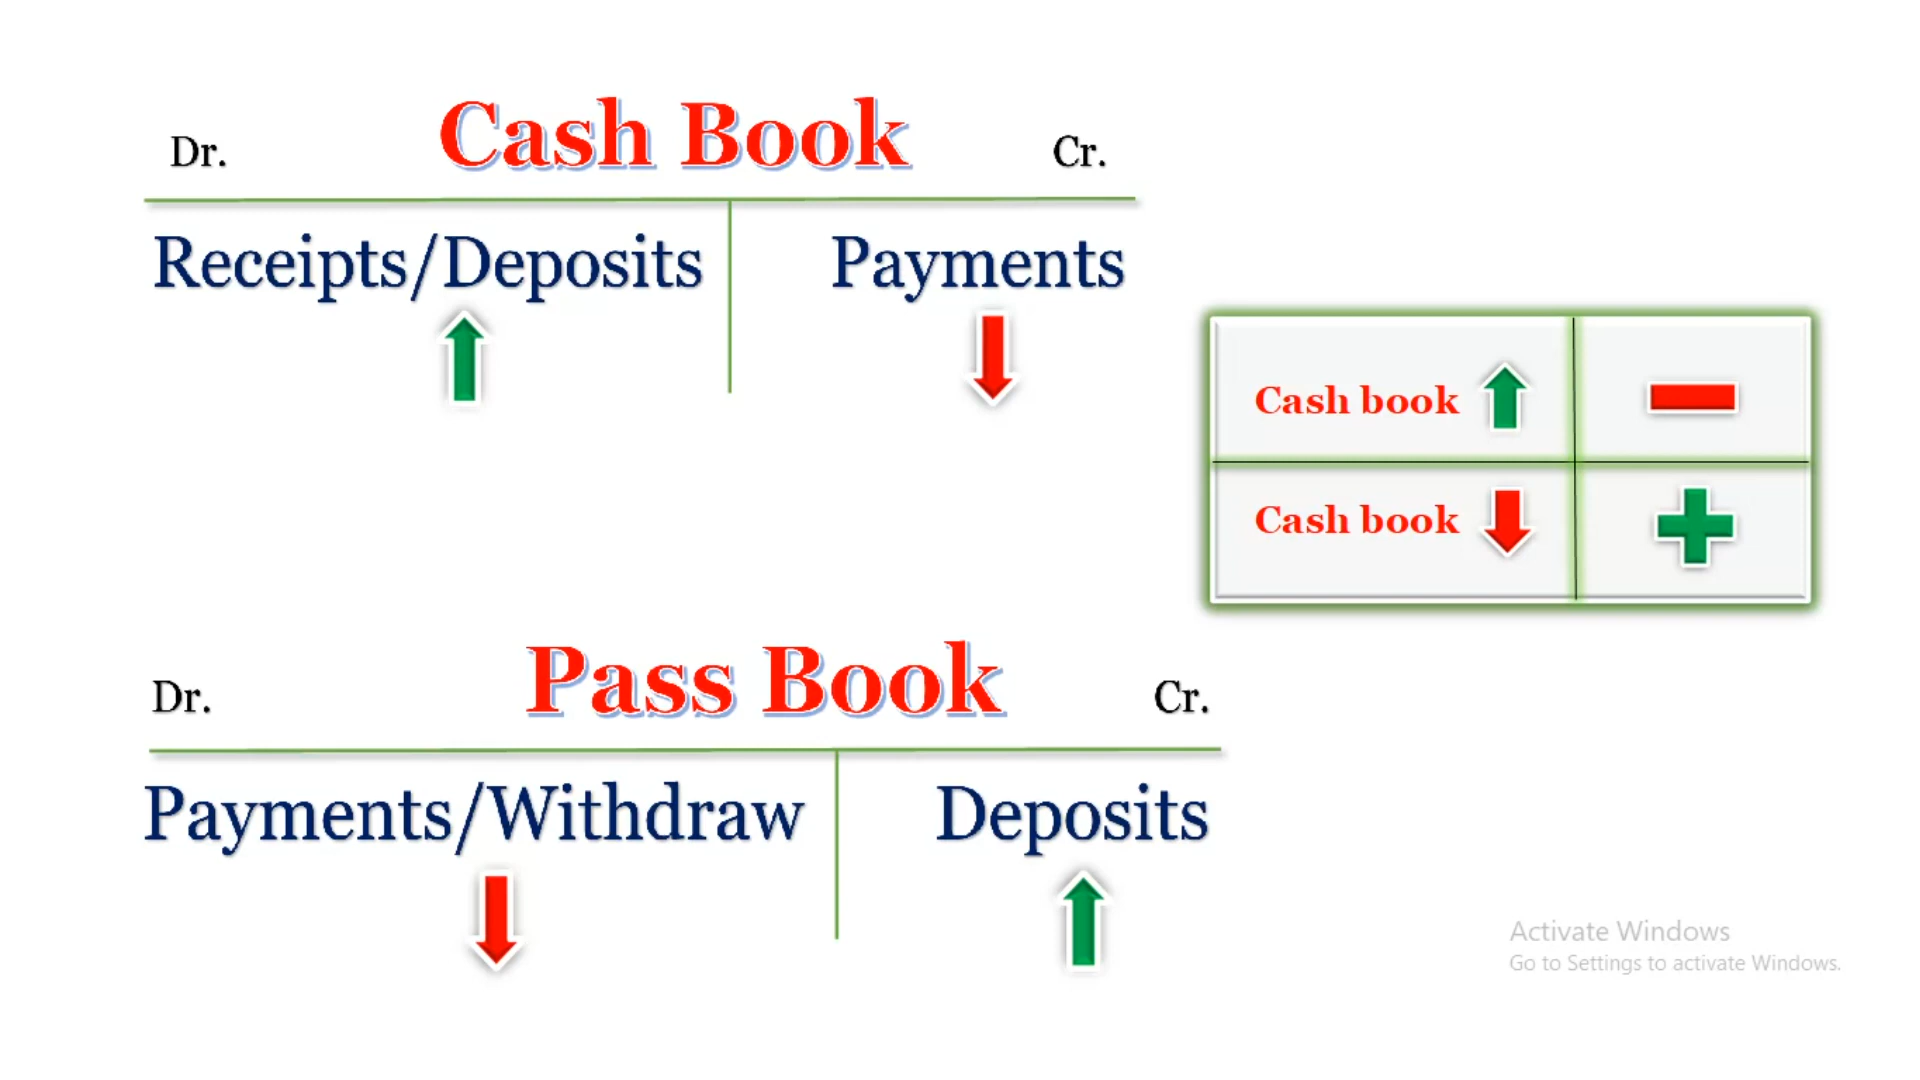 Dr. Cash Book Cr.
Receipts/Deposits Payments
Cash book
Cash book
Dr. Pass Book Cr.
Payments/Withdraw Deposits
Activate Windows
Go to Settings to activate Windows.